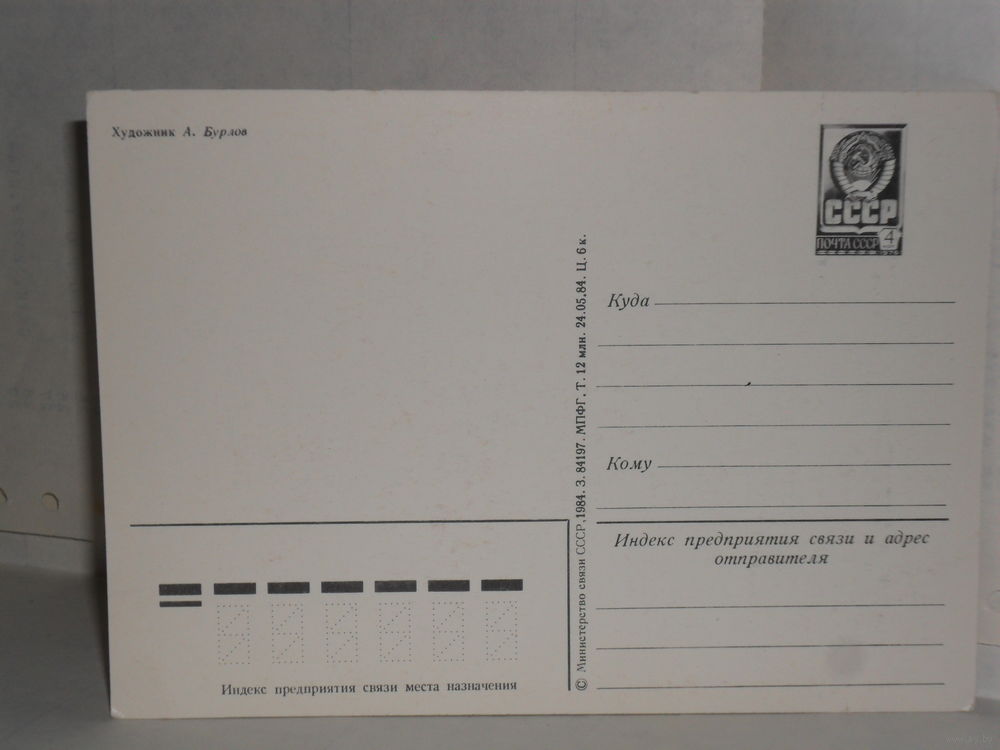 Художник А. Бурлов
СССР
ПОЧТА СССР 4
Куда
Кому
Индекс предприятия связи и адрес
отправителя
© Министерство связи СССР, 1984. З. 84197. МПФГ. Т. 12 млн. 24.05.84. Ц. 6 к.
Индекс предприятия связи места назначения